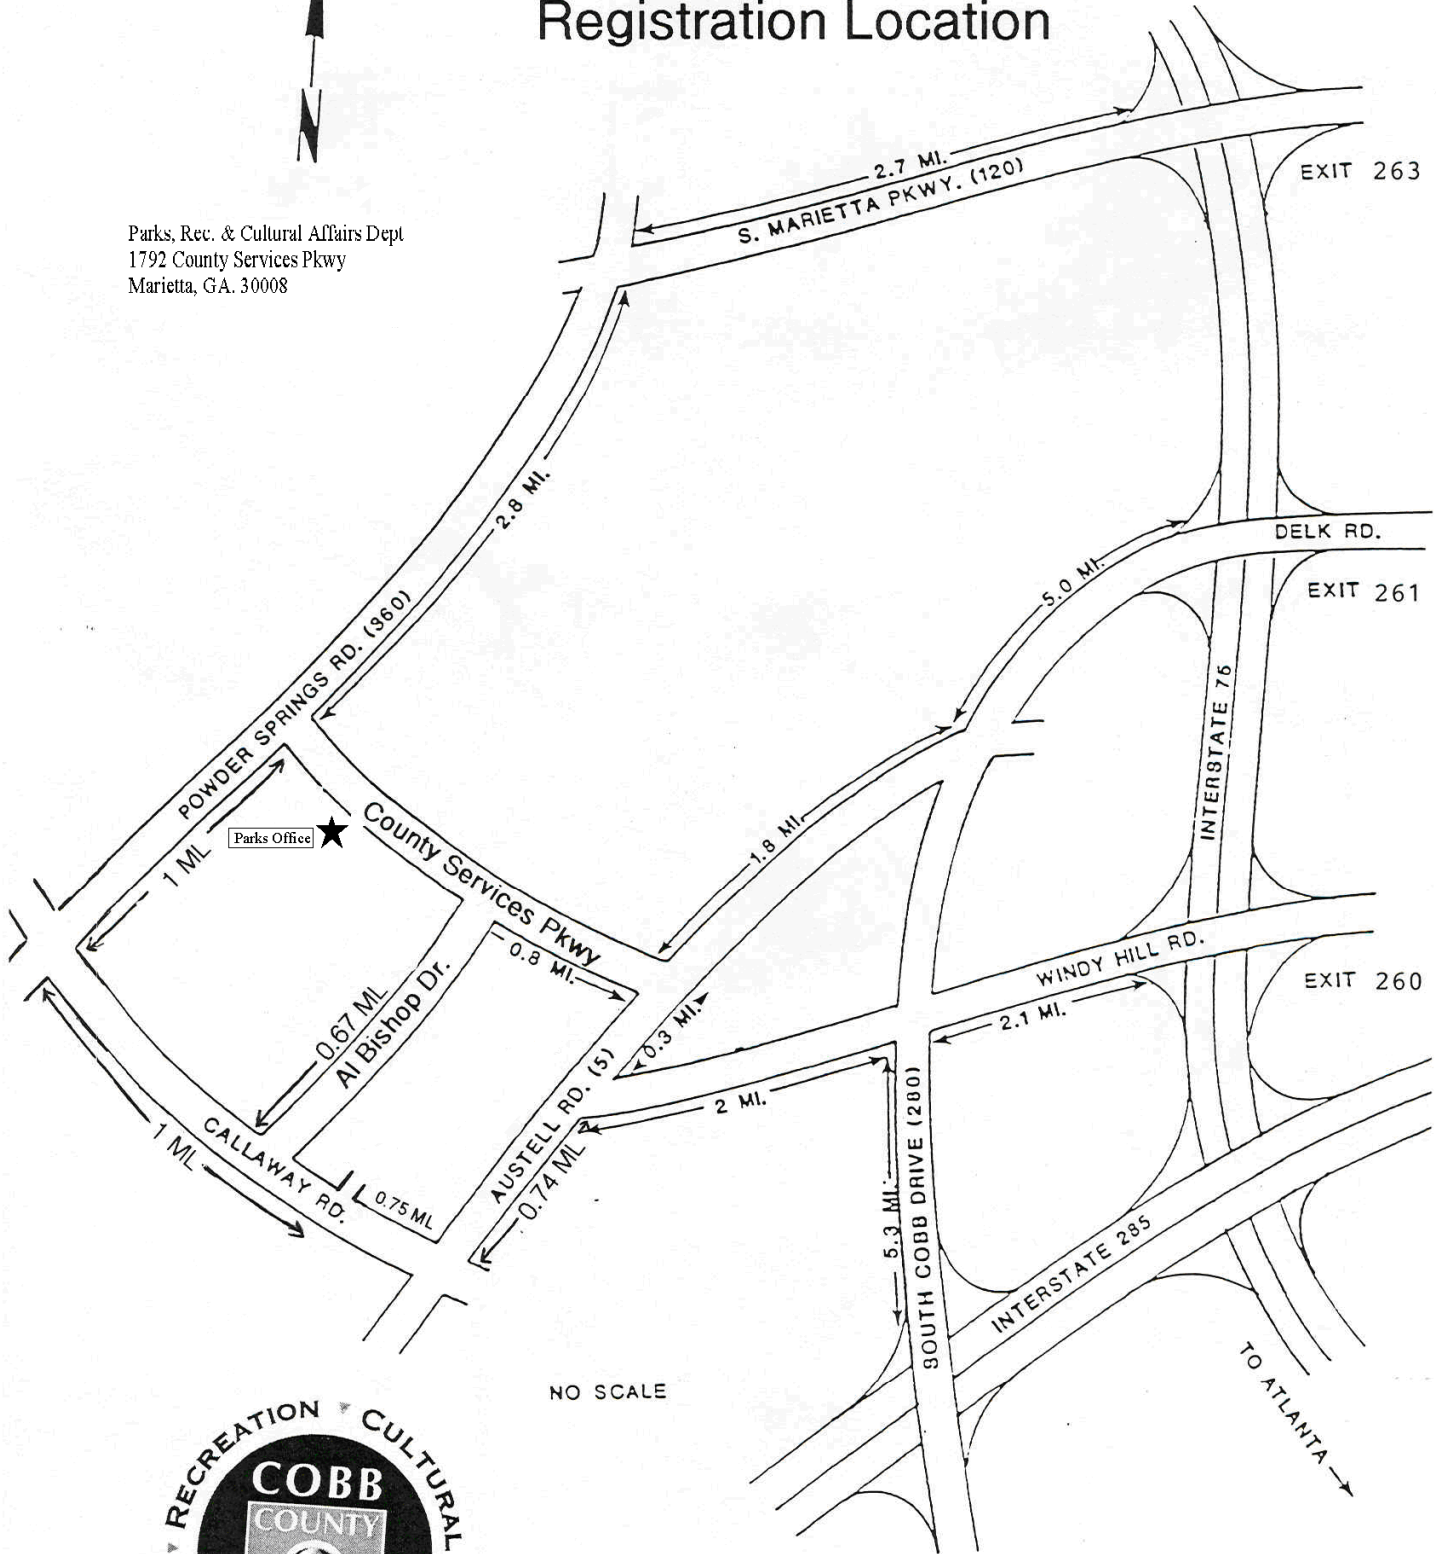 Registration Location
N
2.7 MI.
S. MARIETTA PKWY. (120)
EXIT 263
Parks, Rec. & Cultural Affairs Dept
1792 County Services Pkwy
Marietta, GA. 30008
2.8 MI.
DELK RD.
EXIT 261
5.0 MI.
POWDER SPRINGS RD. (360)
INTERSTATE 75
Parks Office
1 ML
County Services Pkwy
1.8 MI.
0.8 MI.
WINDY HILL RD.
EXIT 260
2.1 MI.
0.67 ML
Al Bishop Dr.
0.3 MI.
AUSTELL RD. (5)
2 MI.
CALLAWAY RD.
1 ML
0.75 ML
0.74 ML
5.3 MI.
SOUTH COBB DRIVE (280)
INTERSTATE 285
TO ATLANTA
NO SCALE
RECREATION CULTURAL
COBB
COUNTY